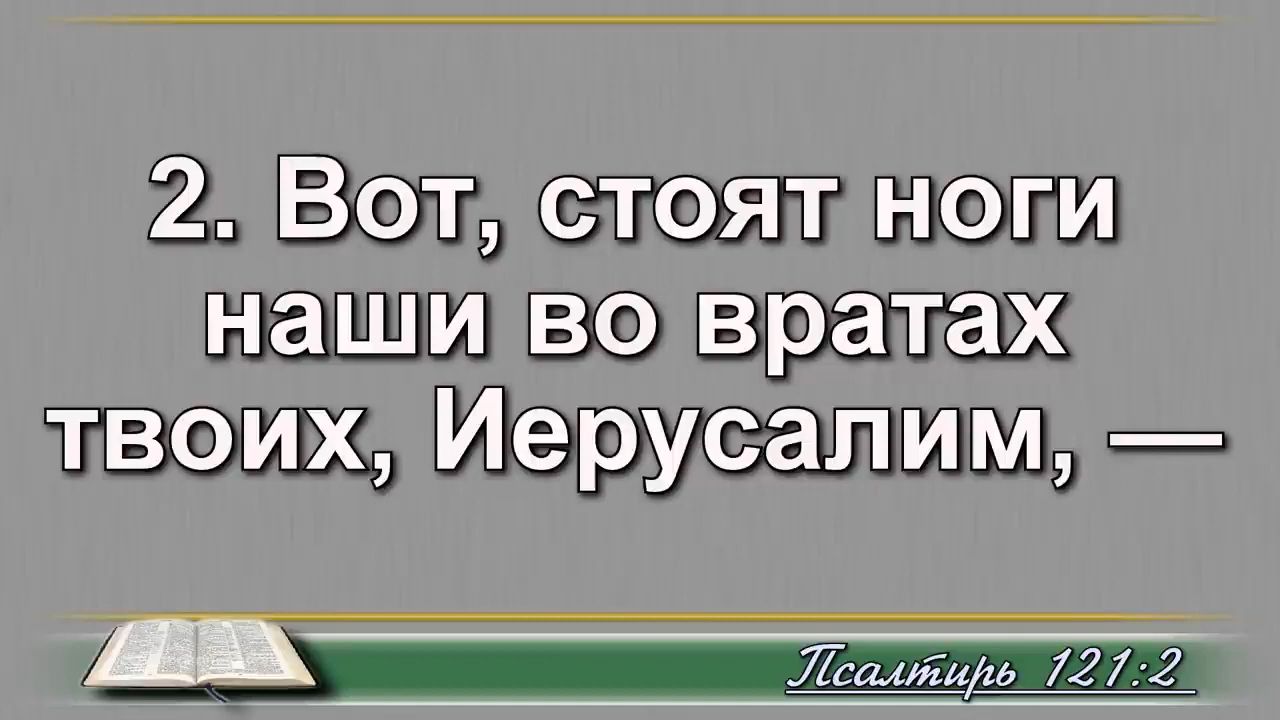 2. Вот, стоят ноги
наши во вратах
твоих, Иерусалим, —
Псалтирь 121:2